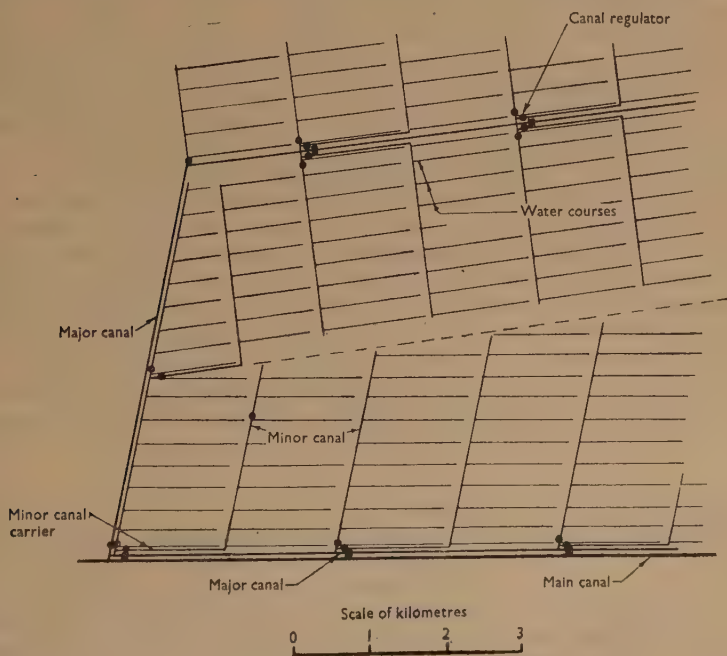 Canal regulator
Water courses
Major canal
Minor canal
Minor canal
carrier
Major canal
Main canal
Scale of kilometres
0 1 2 3